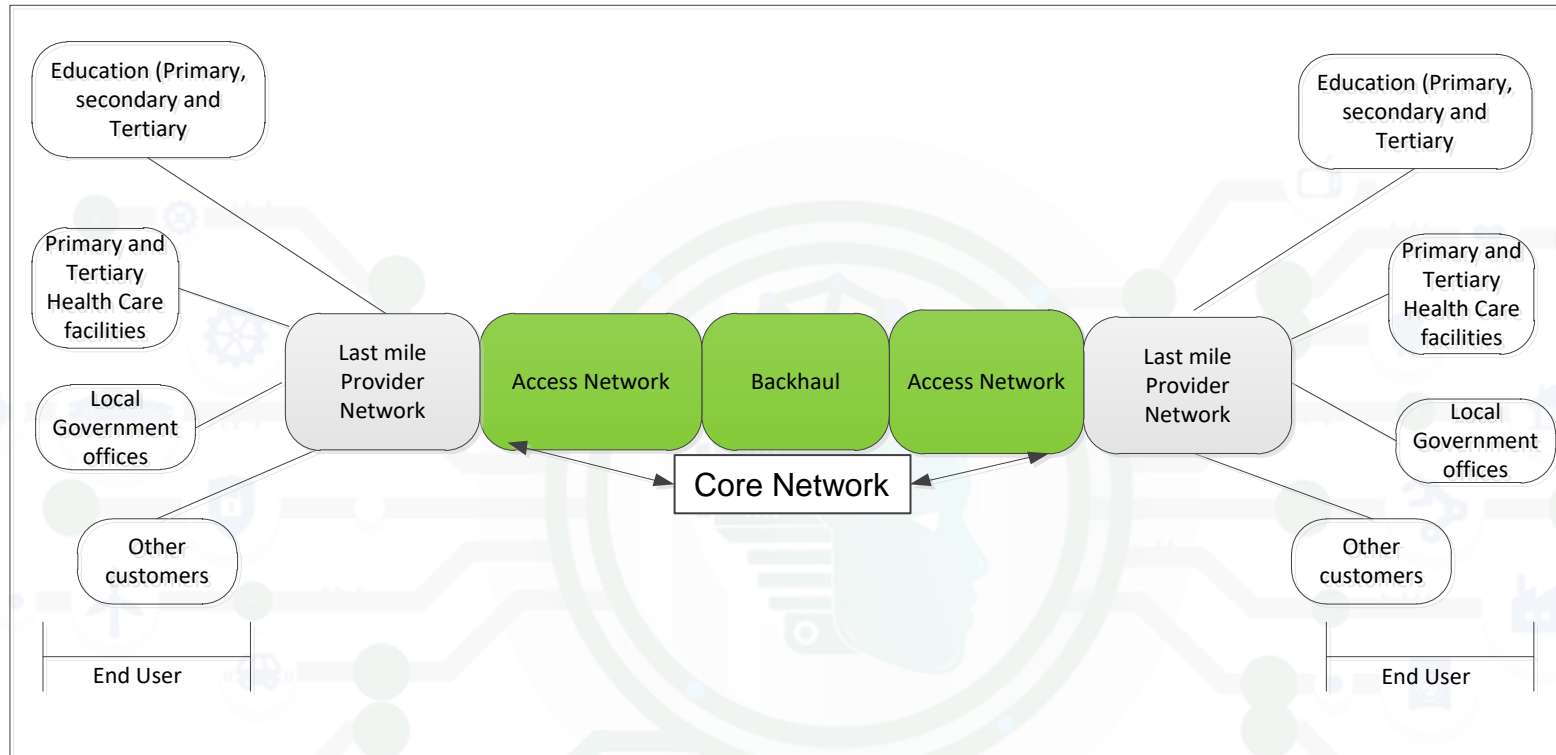 Education (Primary,
secondary and
Tertiary
Primary and
Tertiary
Health Care
facilities
Local
Government
offices
Other
customers
End User
Last mile
Provider
Network
Access Network
Backhaul
Access Network
Core Network
Last mile
Provider
Network
Education (Primary,
secondary and
Tertiary
Primary and
Tertiary
Health Care
facilities
Local
Government
offices
Other
customers
End User